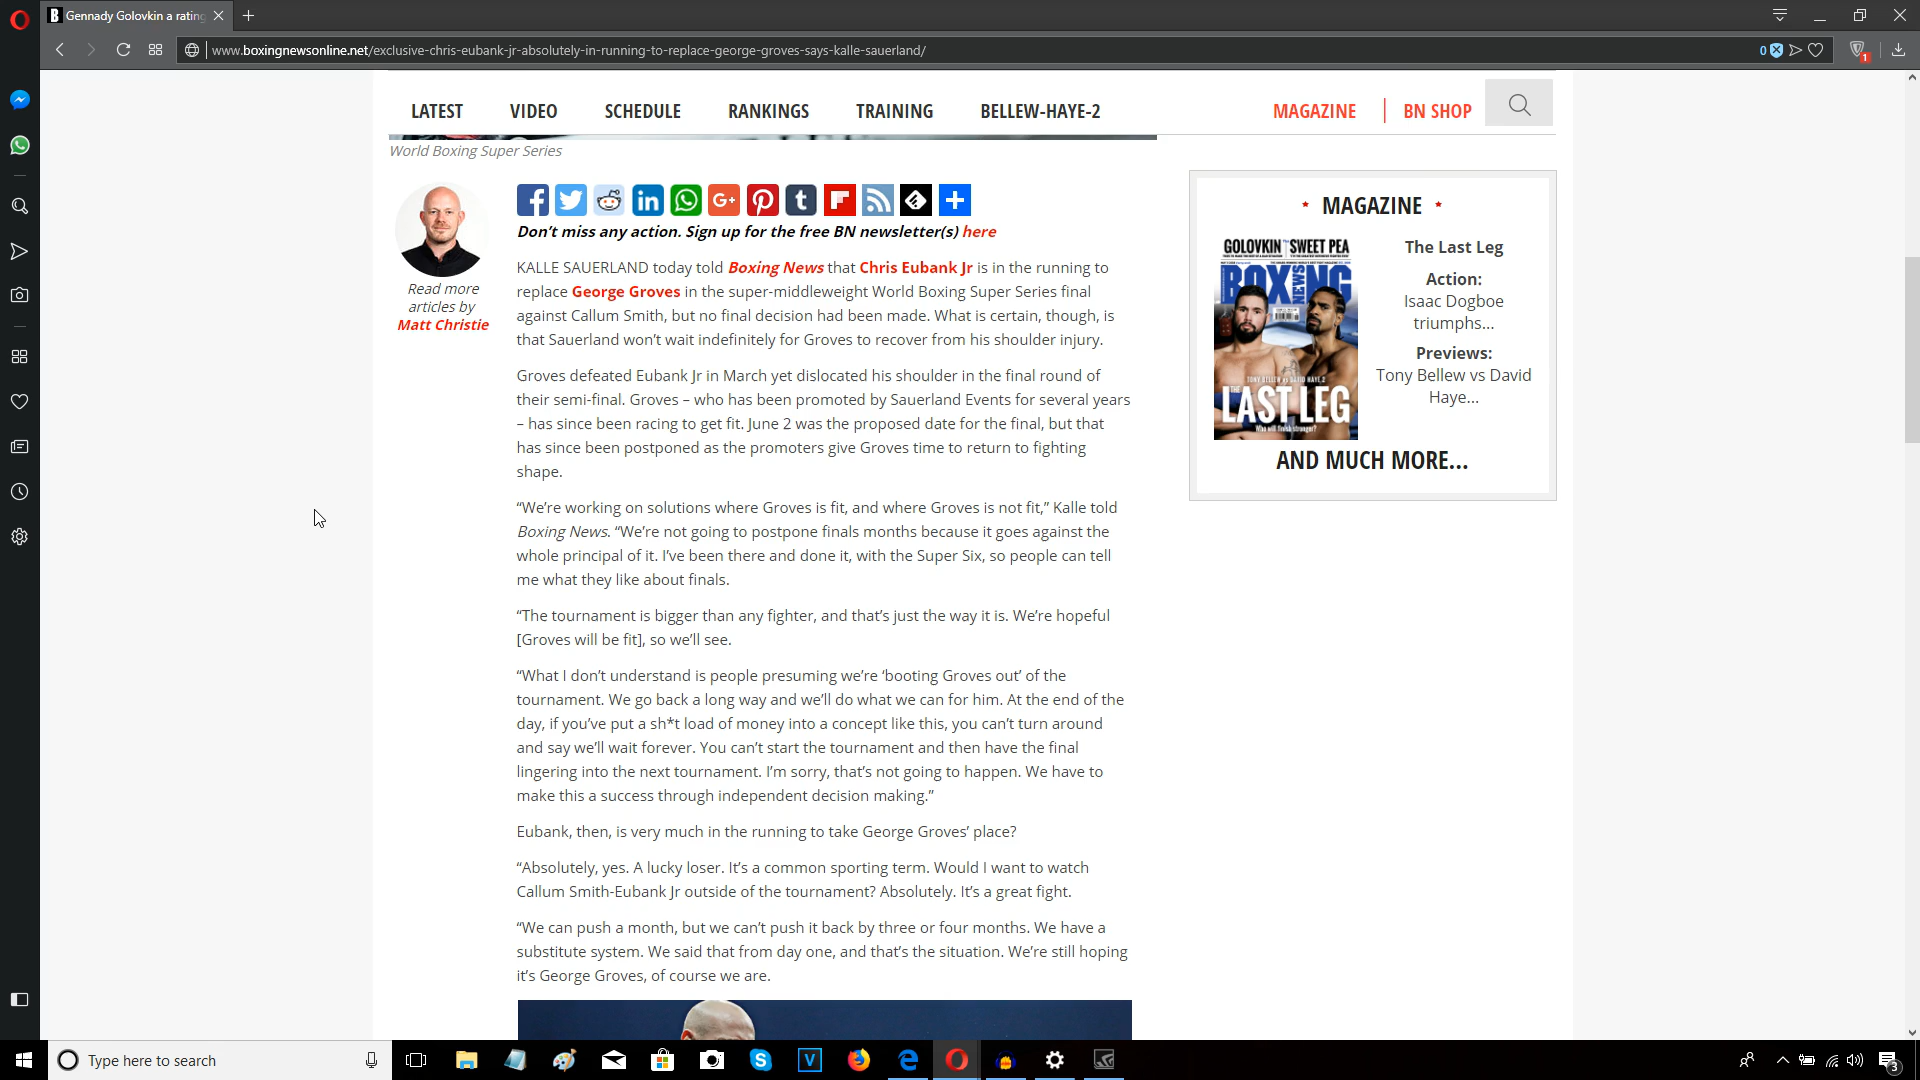 Gennady Golovkin a rating
www.boxingnewsonline.net/exclusive-chris-eubank-jr-absolutely-in-running-to-replace-george-groves-says-kalle-sauerland/
0
1
LATEST VIDEO SCHEDULE RANKINGS TRAINING BELLEW-HAYE-2 MAGAZINE BN SHOP
World Boxing Super Series
Read more
articles by
Matt Christie
Don't miss any action. Sign up for the free BN newsletter(s) here
KALLE SAUERLAND today told Boxing News that Chris Eubank Jr is in the running to
replace George Groves in the super-middleweight World Boxing Super Series final
against Callum Smith, but no final decision had been made. What is certain, though, is
that Sauerland won't wait indefinitely for Groves to recover from his shoulder injury.
Groves defeated Eubank Jr in March yet dislocated his shoulder in the final round of
their semi-final. Groves – who has been promoted by Sauerland Events for several years
– has since been racing to get fit. June 2 was the proposed date for the final, but that
has since been postponed as the promoters give Groves time to return to fighting
shape.
“We’re working on solutions where Groves is fit, and where Groves is not fit,” Kalle told
Boxing News. “We’re not going to postpone finals months because it goes against the
whole principal of it. I’ve been there and done it, with the Super Six, so people can tell
me what they like about finals.
“The tournament is bigger than any fighter, and that’s just the way it is. We’re hopeful
[Groves will be fit], so we’ll see.
“What I don’t understand is people presuming we’re ‘booting Groves out’ of the
tournament. We go back a long way and we’ll do what we can for him. At the end of the
day, if you’ve put a sh*t load of money into a concept like this, you can’t turn around
and say we’ll wait forever. You can’t start the tournament and then have the final
lingering into the next tournament. I’m sorry, that’s not going to happen. We have to
make this a success through independent decision making.”
Eubank, then, is very much in the running to take George Groves’ place?
“Absolutely, yes. A lucky loser. It’s a common sporting term. Would I want to watch
Callum Smith-Eubank Jr outside of the tournament? Absolutely. It’s a great fight.
“We can push a month, but we can’t push it back by three or four months. We have a
substitute system. We said that from day one, and that’s the situation. We’re still hoping
it’s George Groves, of course we are.
MAGAZINE
GOLOVKIN SWEET PEA
BOXING NEWS
TONY BELLEW vs DAVID HAYE 2
THE LAST LEG
Who will finish stronger?
The Last Leg
Action:
Isaac Dogboe
triumphs...
Previews:
Tony Bellew vs David
Haye...
AND MUCH MORE...
Type here to search
3